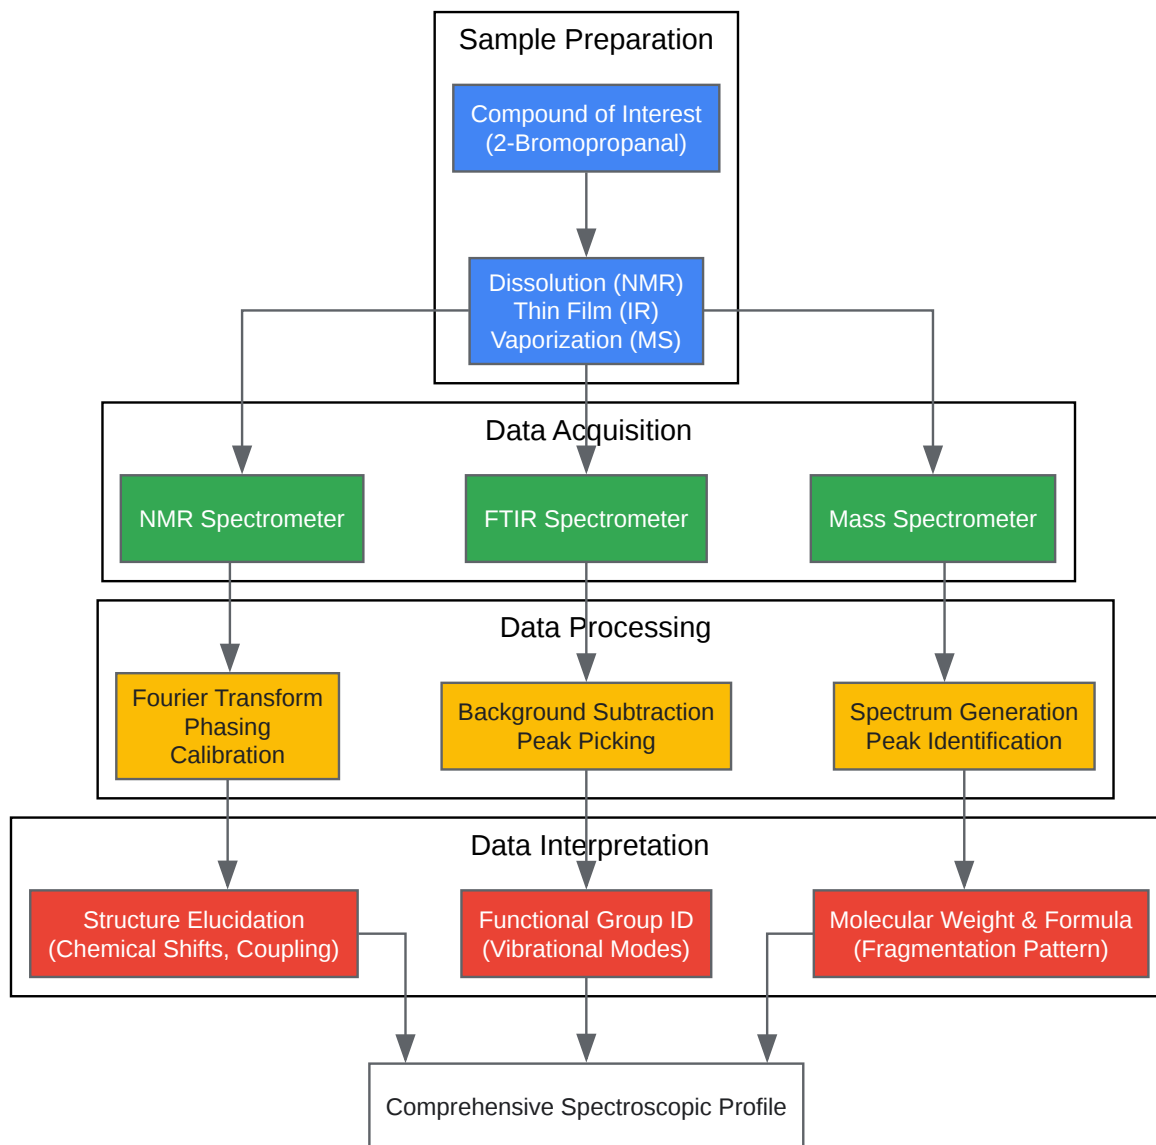 Sample Preparation
Compound of Interest
(2-Bromopropanal)
Dissolution (NMR)
Thin Film (IR)
Vaporization (MS)
Data Acquisition
NMR Spectrometer
FTIR Spectrometer
Mass Spectrometer
Data Processing
Fourier Transform
Phasing
Calibration
Background Subtraction
Peak Picking
Spectrum Generation
Peak Identification
Data Interpretation
Structure Elucidation
(Chemical Shifts, Coupling)
Functional Group ID
(Vibrational Modes)
Molecular Weight & Formula
(Fragmentation Pattern)
Comprehensive Spectroscopic Profile